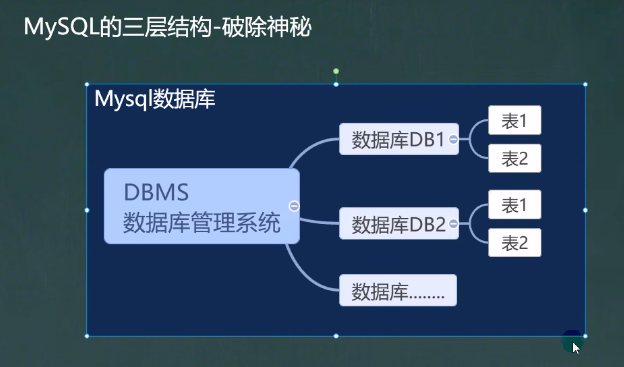 MySQL的三层结构-破除神秘
Mysql数据库
DBMS
数据库管理系统
数据库DB1
表1
表2
数据库DB2
表1
表2
数据库........